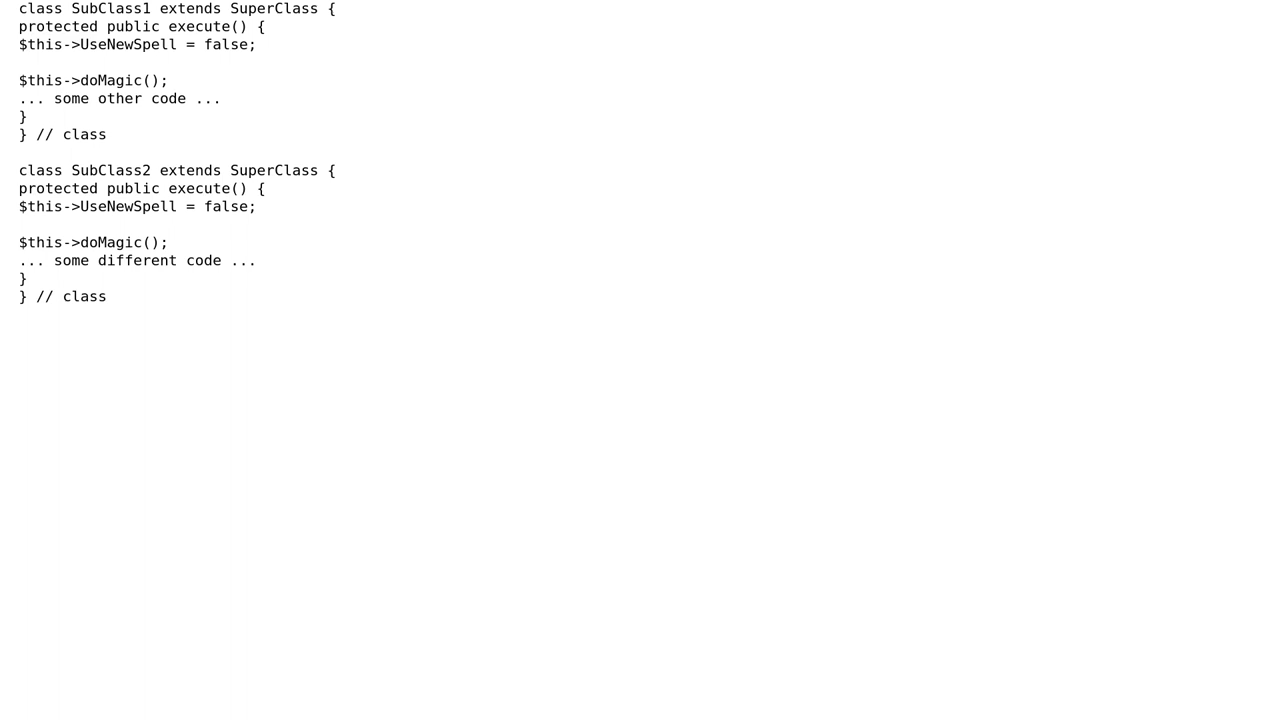 class SubClass1 extends SuperClass {
protected public execute() {
$this->UseNewSpell = false;

$this->doMagic();
... some other code ...
}
} // class

class SubClass2 extends SuperClass {
protected public execute() {
$this->UseNewSpell = false;

$this->doMagic();
... some different code ...
}
} // class